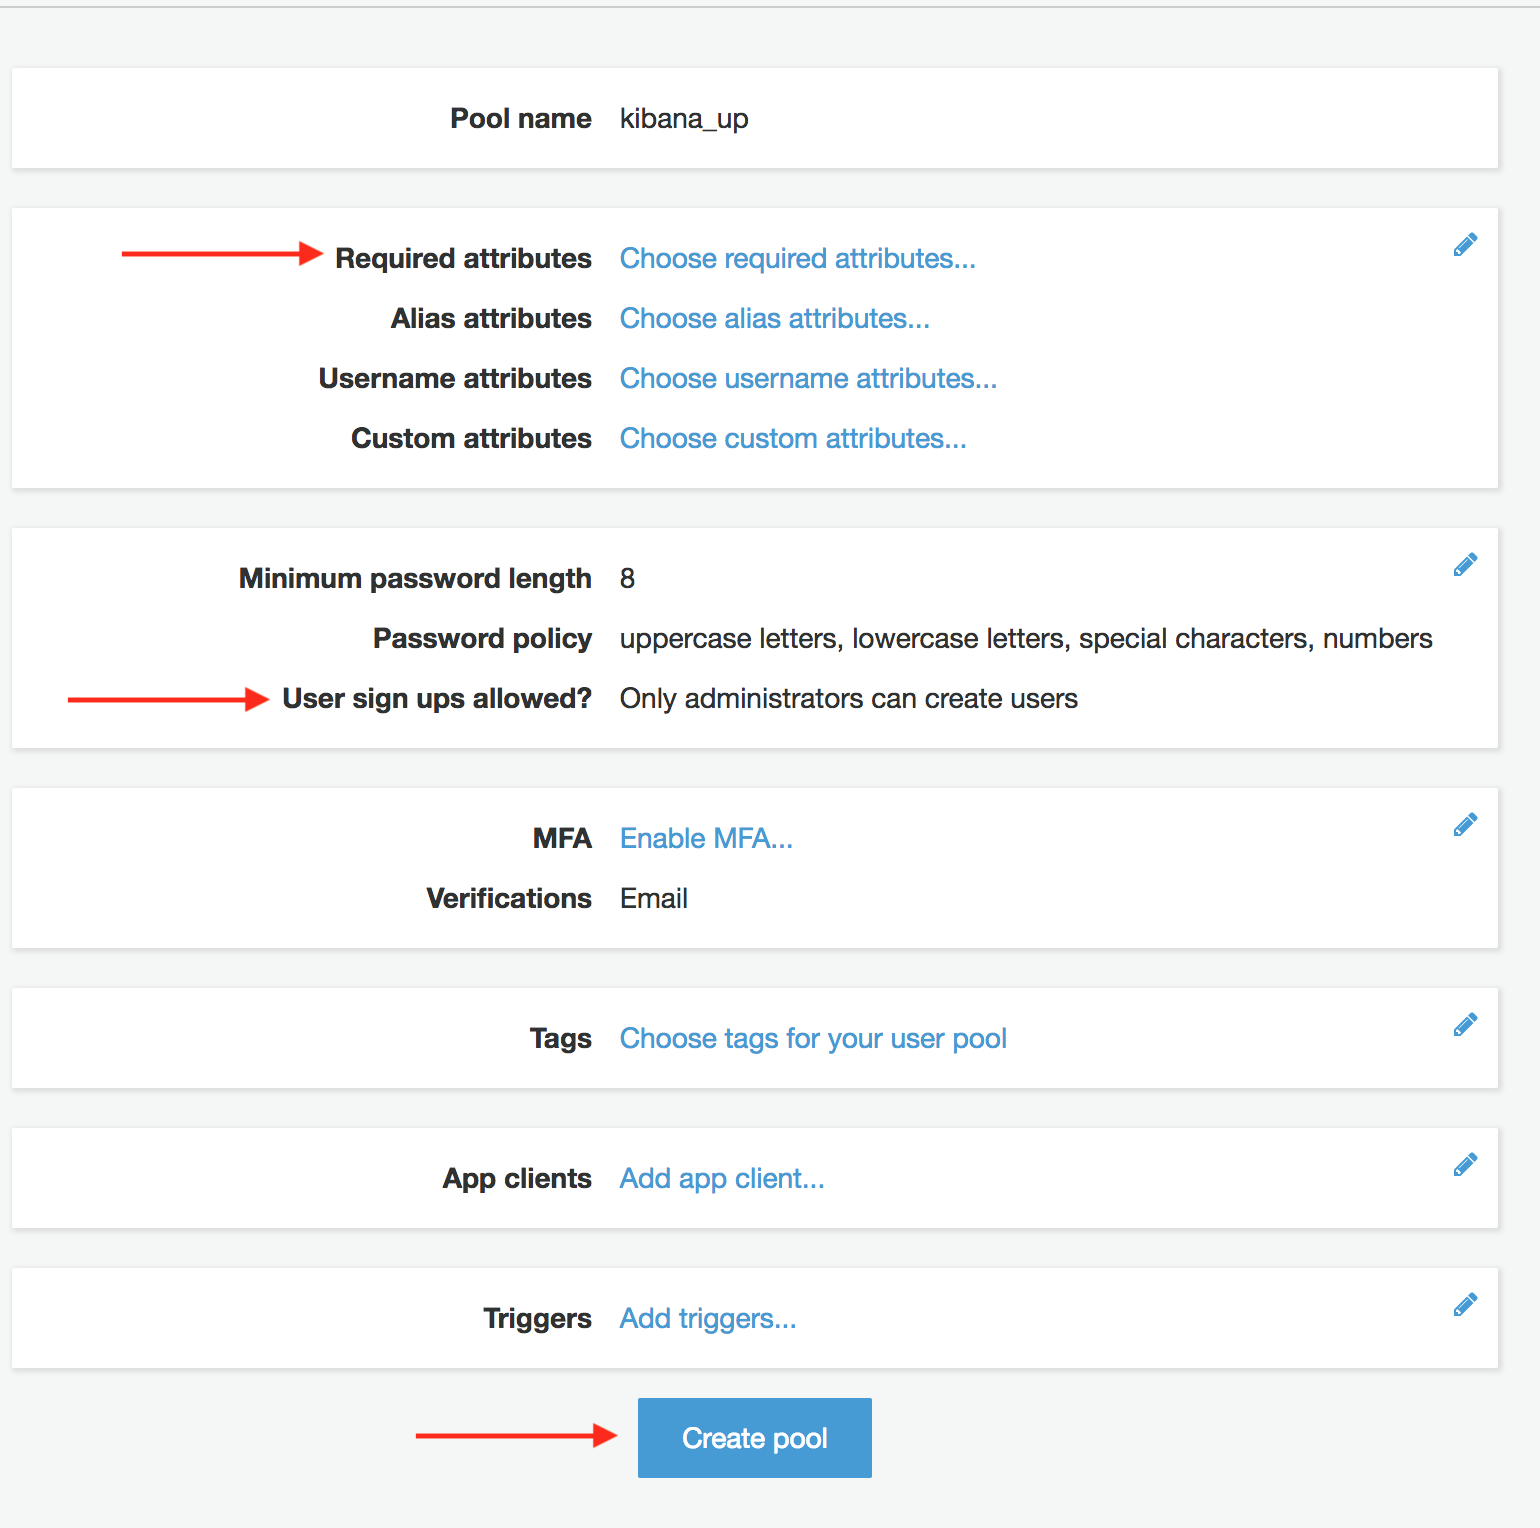 Pool name kibana_up
Required attributes Choose required attributes...
Alias attributes Choose alias attributes...
Username attributes Choose username attributes...
Custom attributes Choose custom attributes...
Minimum password length 8
Password policy uppercase letters, lowercase letters, special characters, numbers
User sign ups allowed? Only administrators can create users
MFA Enable MFA...
Verifications Email
Tags Choose tags for your user pool
App clients Add app client...
Triggers Add triggers...
Create pool